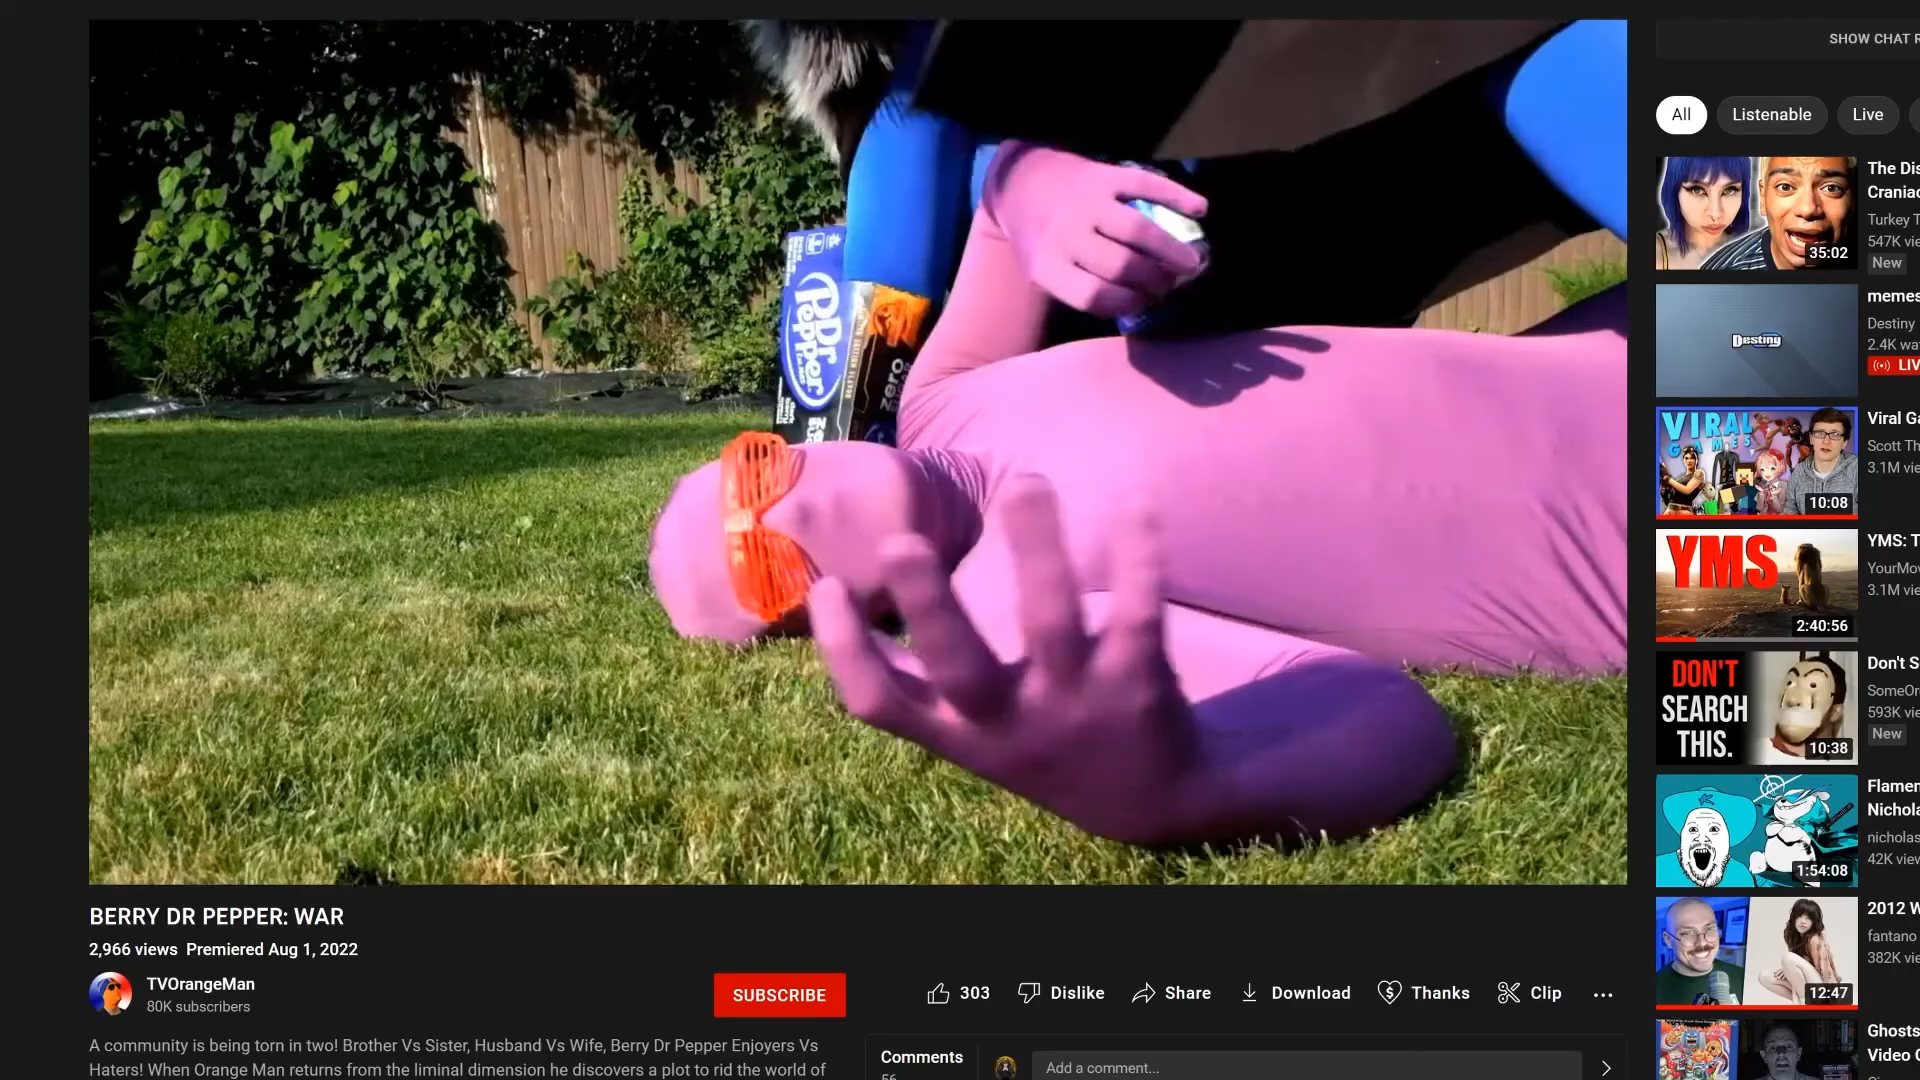 SHOW CHAT R
All
Listenable
Live
Dr
Pepper
zero
35:02
The Dis
Craniac
Turkey T
547K vie
New
Destiny
memes
Destiny
2.4K wa
LIV
VIRAL
GAMES
10:08
Viral Ga
Scott Th
3.1M vie
YMS
2:40:56
YMS: T
YourMov
3.1M vie
DON'T
SEARCH
THIS.
10:38
Don't S
SomeOr
593K vie
New
1:54:08
Flamen
Nichola
nicholas
42K view
12:47
2012 W
fantano
382K vie
Ghosts
Video G
BERRY DR PEPPER: WAR
2,966 views Premiered Aug 1, 2022
TVOrangeMan
80K subscribers
SUBSCRIBE
303
Dislike
Share
Download
Thanks
Clip
A community is being torn in two! Brother Vs Sister, Husband Vs Wife, Berry Dr Pepper Enjoyers Vs
Haters! When Orange Man returns from the liminal dimension he discovers a plot to rid the world of
Comments
56
Add a comment...